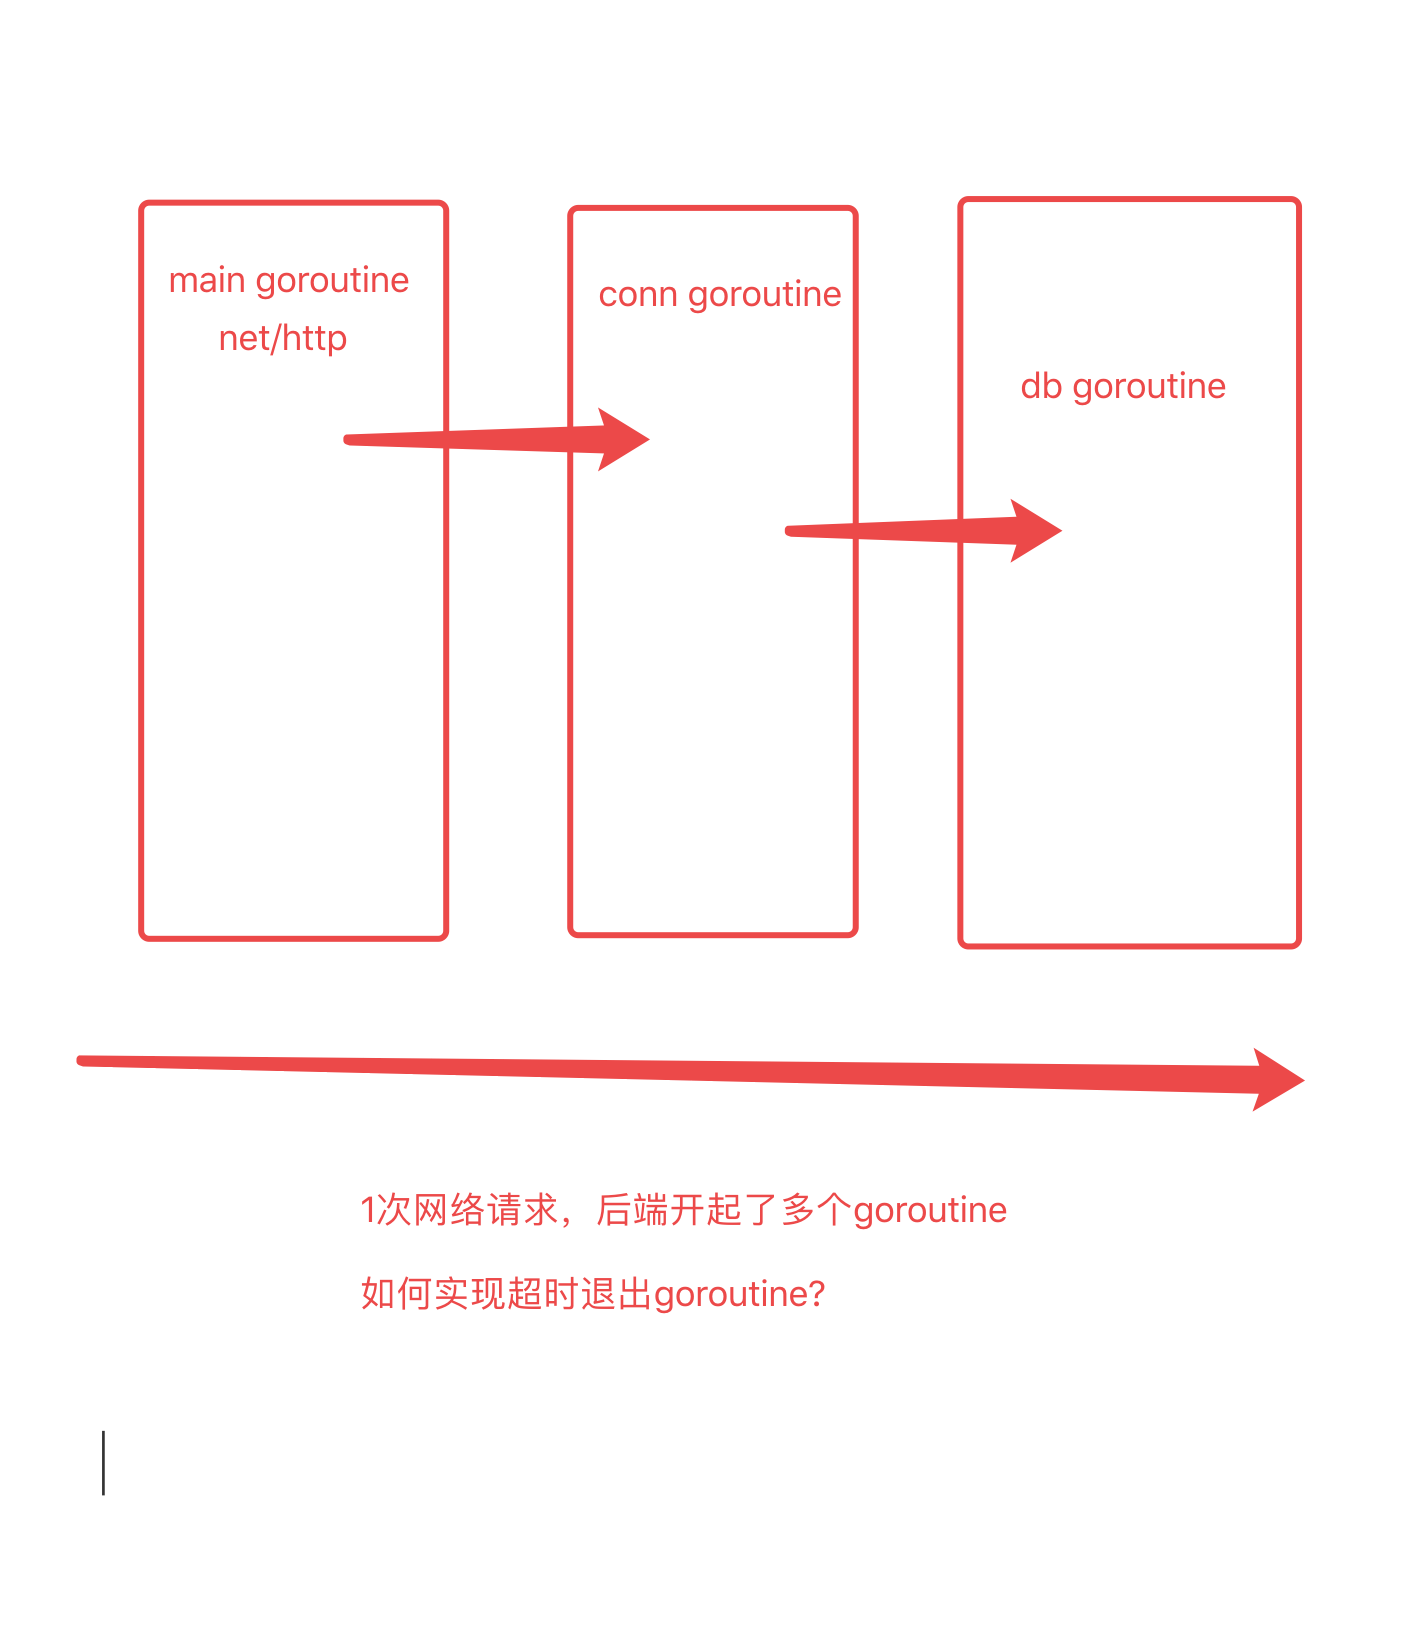 main goroutine
net/http
conn goroutine
db goroutine
1次网络请求，后端开起了多个goroutine
如何实现超时退出goroutine?